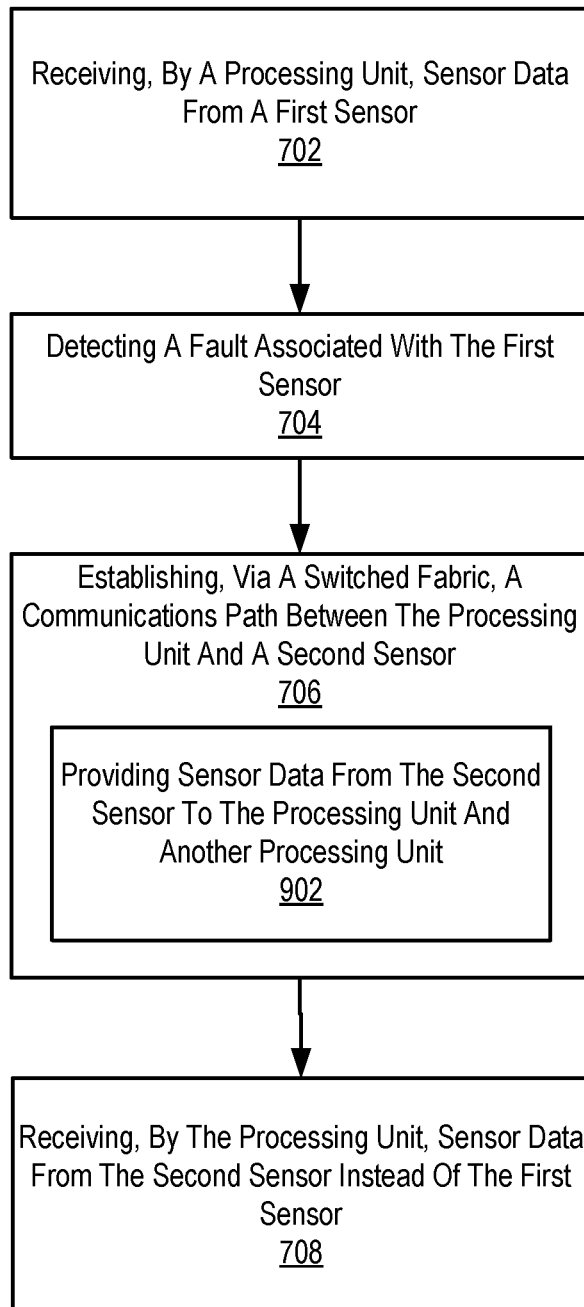 Receiving, By A Processing Unit, Sensor Data
From A First Sensor
702
Detecting A Fault Associated With The First
Sensor
704
Establishing, Via A Switched Fabric, A
Communications Path Between The Processing
Unit And A Second Sensor
706
Providing Sensor Data From The Second
Sensor To The Processing Unit And
Another Processing Unit
902
Receiving, By The Processing Unit, Sensor Data
From The Second Sensor Instead Of The First
Sensor
708